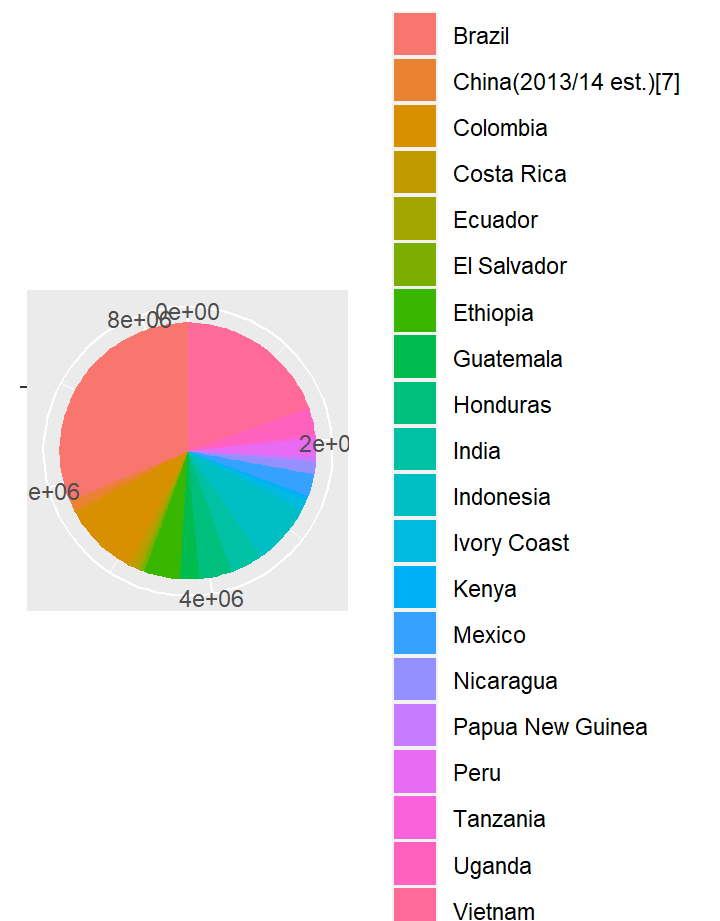 Brazil
China(2013/14 est.)[7]
Colombia
Costa Rica
Ecuador
El Salvador
Ethiopia
Guatemala
Honduras
India
Indonesia
Ivory Coast
Kenya
Mexico
Nicaragua
Papua New Guinea
Peru
Tanzania
Uganda
Vietnam
8e+06
0e+00
2e+0
e+06
4e+06